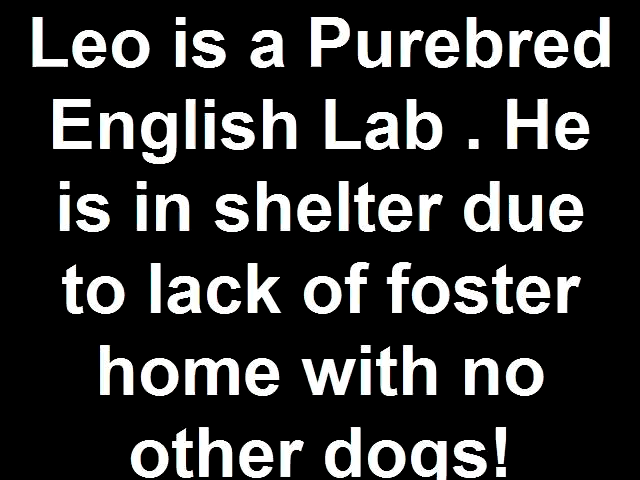 Leo is a Purebred
English Lab . He
is in shelter due
to lack of foster
home with no
other dogs!